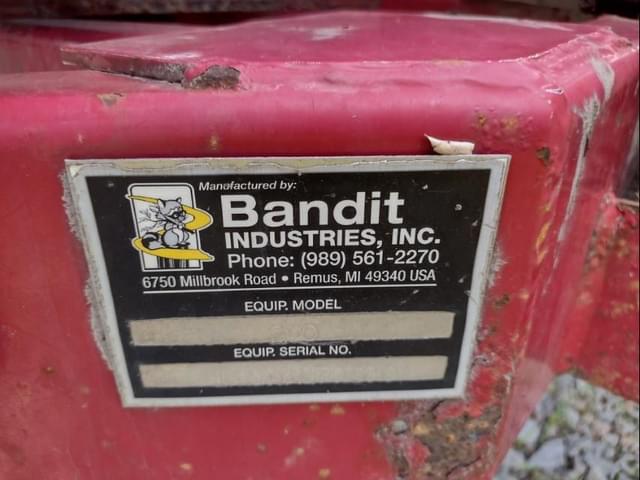 Manufactured by:
Bandit
INDUSTRIES, INC.
Phone: (989) 561-2270
6750 Millbrook Road • Remus, MI 49340 USA
EQUIP. MODEL
EQUIP. SERIAL NO.